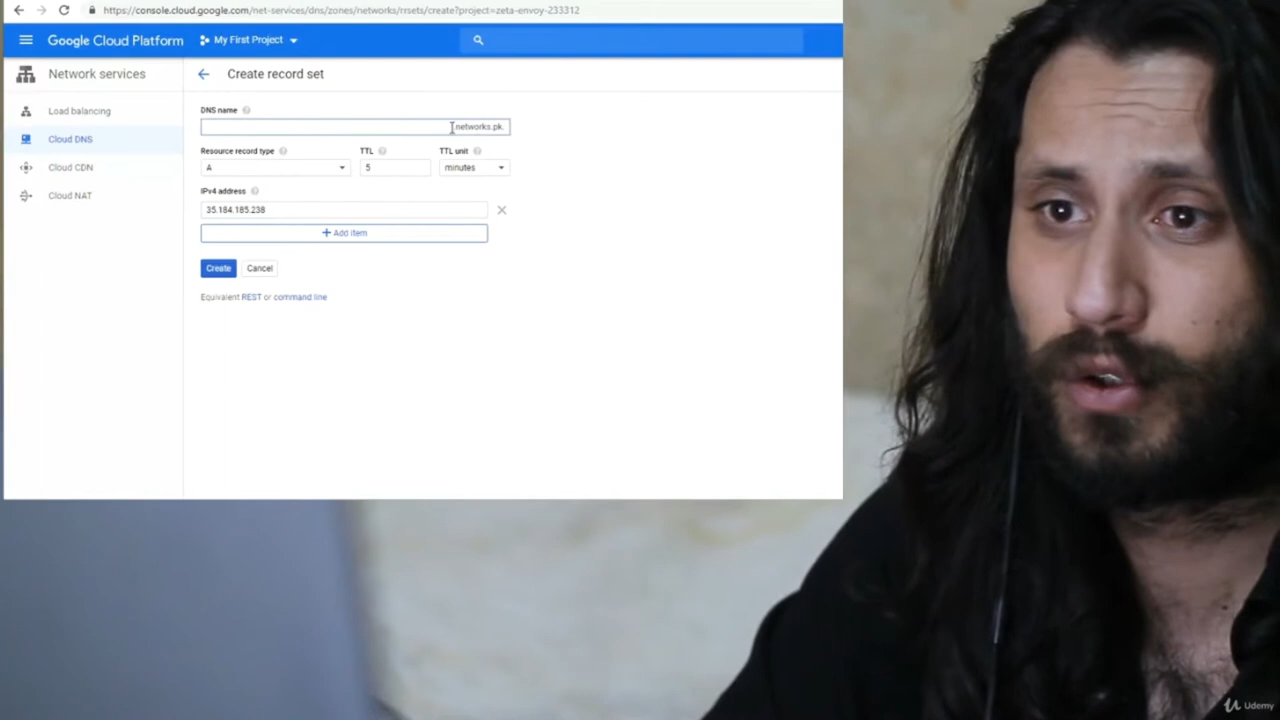 https://console.cloud.google.com/net-services/dns/zones/networks/rrsets/create?project=zeta-envoy-233312
Google Cloud Platform My First Project
Network services
Create record set
Load balancing
Cloud DNS
Cloud CDN
Cloud NAT
DNS name
.networks.pk.
Resource record type TTL TTL unit
A 5 minutes
IPv4 address
35.184.185.238
+ Add item
Create Cancel
Equivalent REST or command line
Udemy